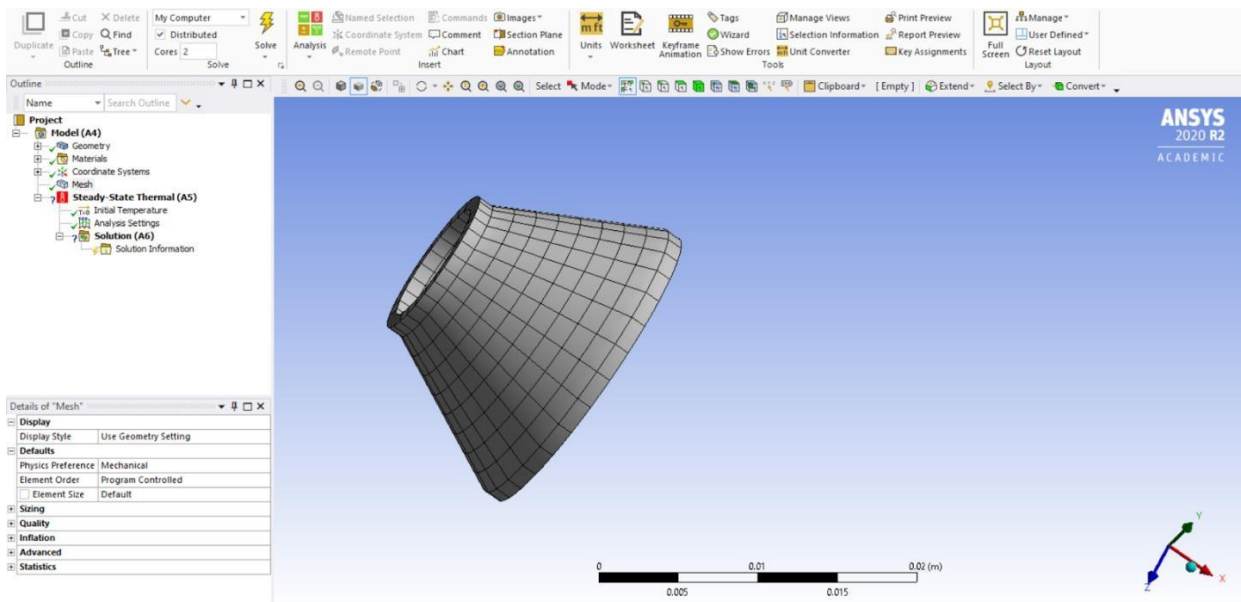 Duplicate
Cut
Copy
Paste
Delete
Find
Tree
Outline
My Computer
Distributed
Cores 2
Solve
Solve
Analysis
Named Selection
Coordinate System
Remote Point
Commands
Comment
Chart
Images
Section Plane
Annotation
Insert
m ft
Units
Worksheet
Keyframe Animation
Tags
Wizard
Show Errors
Manage Views
Selection Information
Unit Converter
Print Preview
Report Preview
Key Assignments
Tools
Full Screen
Manage
User Defined
Reset Layout
Layout
Outline
Name
Search Outline
Select
Mode
Clipboard
[ Empty ]
Extend
Select By
Convert
Project
Model (A4)
Geometry
Materials
Coordinate Systems
Mesh
Steady-State Thermal (A5)
Initial Temperature
Analysis Settings
Solution (A6)
Solution Information
ANSYS
2020 R2
ACADEMIC
Details of "Mesh"
Display
Display Style Use Geometry Setting
Defaults
Physics Preference Mechanical
Element Order Program Controlled
Element Size Default
Sizing
Quality
Inflation
Advanced
Statistics
0 0.01 0.02 (m)
0.005 0.015
Y
X
Z